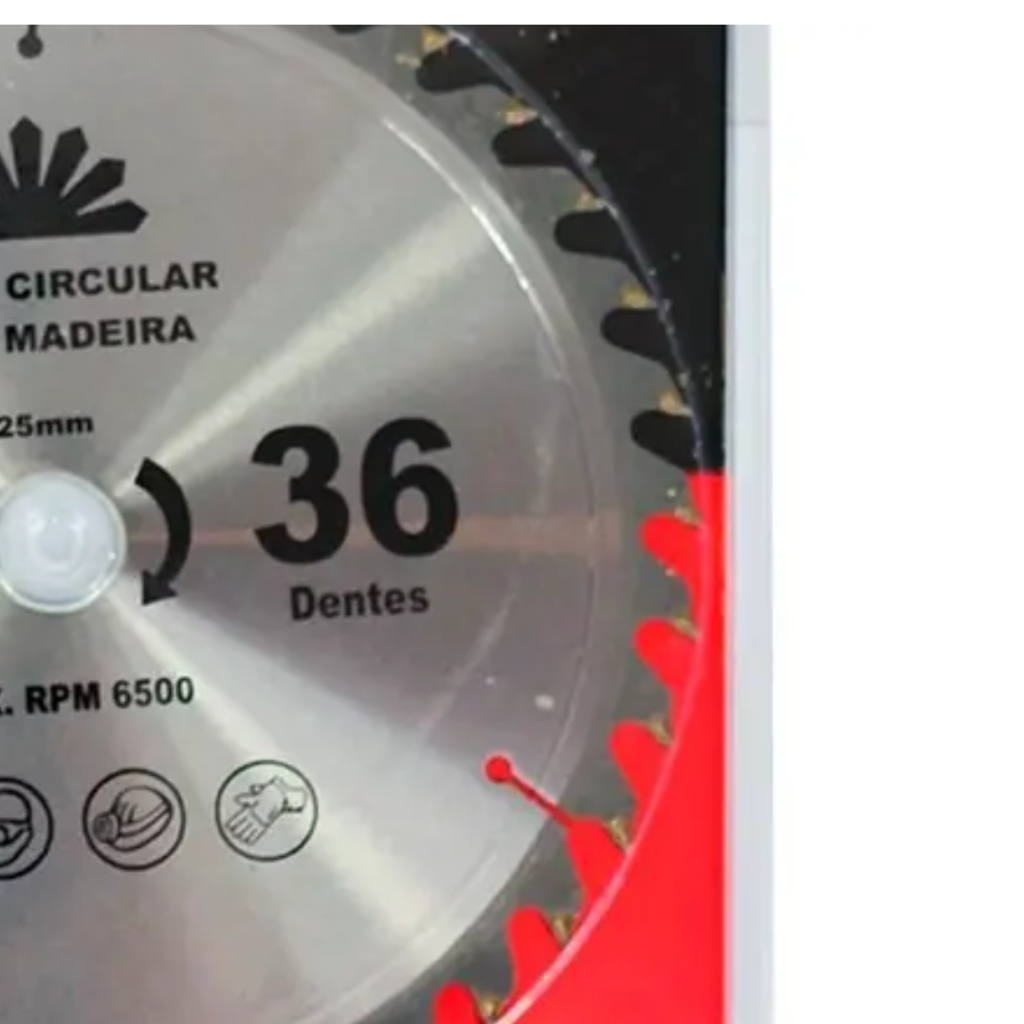 CIRCULAR
MADEIRA
25mm
36
Dentes
. RPM 6500